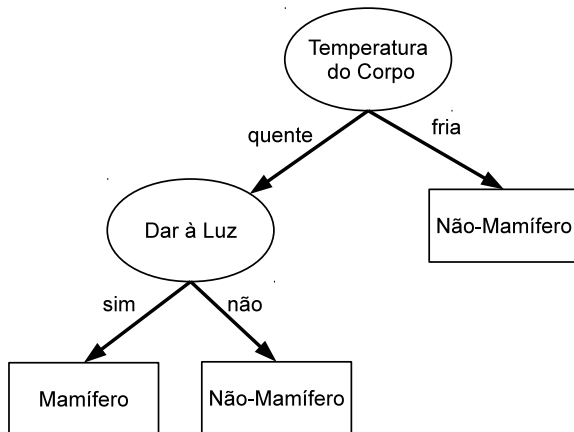 Temperatura
do Corpo
quente
fria
Dar à Luz
Não-Mamífero
sim
não
Mamífero
Não-Mamífero